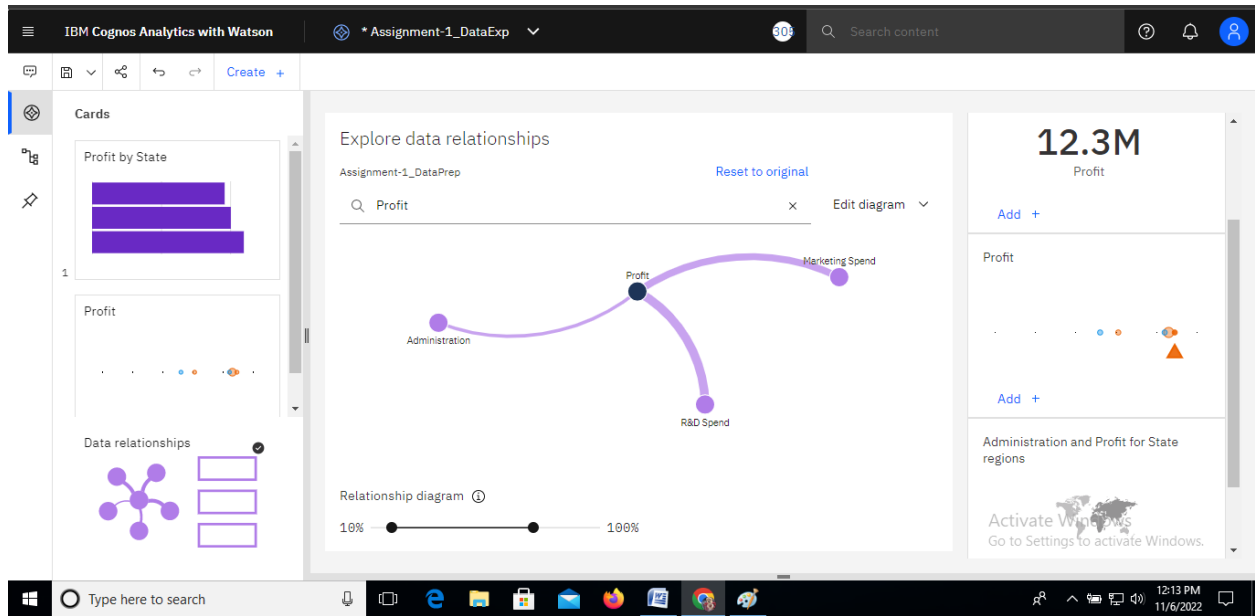 IBM Cognos Analytics with Watson
* Assignment-1_DataExp
Search content
Create +
Cards
Profit by State
1
Profit
Data relationships
Explore data relationships
Assignment-1_DataPrep
Reset to original
Profit
Edit diagram
Profit
Marketing Spend
Administration
R&D Spend
Relationship diagram
10%
100%
12.3M
Profit
Add +
Profit
Add +
Administration and Profit for State
regions
Activate Windows
Go to Settings to activate Windows.
Type here to search
12:13 PM
11/6/2022